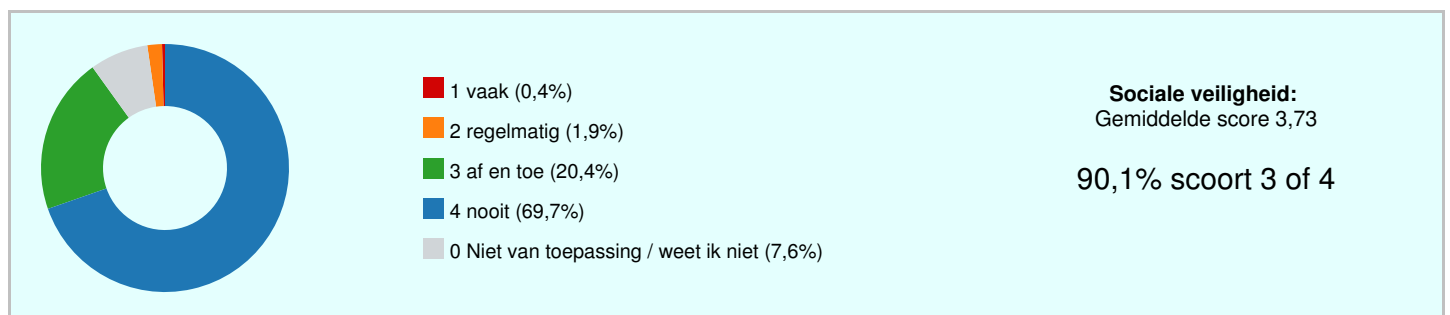 1 vaak (0,4%)
2 regelmatig (1,9%)
3 af en toe (20,4%)
4 nooit (69,7%)
0 Niet van toepassing / weet ik niet (7,6%)
Sociale veiligheid:
Gemiddelde score 3,73
90,1% scoort 3 of 4